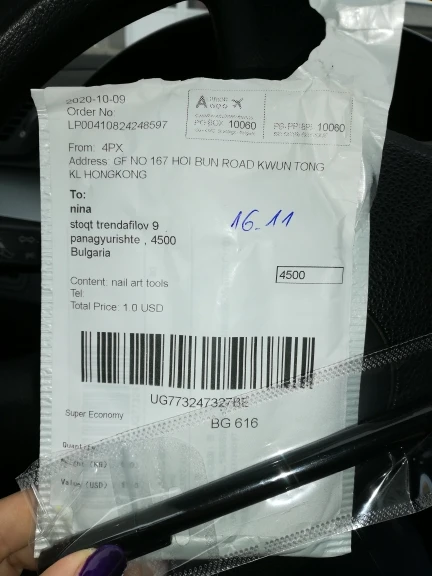 2020-10-09
Order No
LP00410824248597
PO BOX 10060
10060
From: 4PX
Address: GF NO 167 HOI BUN ROAD KWUN TONG
KL HONGKONG
To:
nina
stoqt trendafilov 9
panagyurishte , 4500
Bulgaria
16-11
4500
Content: nail art tools
Tel:
Total Price: 1.0 USD
UG773247327BE
Super Economy
BG 616